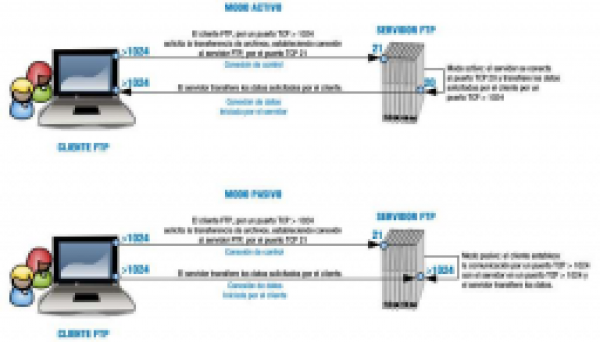 MODO ACTIVO
El cliente FTP, por un puerto TCP > 1024
solicita la transferencia de archivos, estableciendo conexión
al servidor FTP, por el puerto TCP 21
Conexión de control
SERVIDOR FTP
>1024
21
>1024
20
El servidor transfiere los datos solicitados por el cliente.
Conexión de datos
Iniciada por el servidor
Modo activo: el servidor se conecta
al puerto TCP 20 y transfiere los datos
solicitados por el cliente por un
puerto TCP > 1024
CLIENTE FTP
MODO PASIVO
El cliente FTP, por un puerto TCP > 1024
solicita la transferencia de archivos, estableciendo conexión
al servidor FTP, por el puerto TCP 21
Conexión de control
SERVIDOR FTP
>1024
21
>1024
>1024
El servidor transfiere los datos solicitados por el cliente.
Conexión de datos
Iniciada por el cliente
Modo pasivo: el cliente establece
la comunicación por un puerto TCP > 1024
con el servidor en un puerto TCP > 1024 y
el servidor transfiere los datos.
CLIENTE FTP